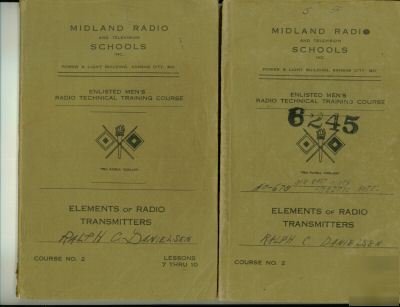 MIDLAND RADIO
AND TELEVISION
SCHOOLS
INC.
POWER & LIGHT BUILDING, KANSAS CITY, MO.
ENLISTED MEN'S
RADIO TECHNICAL TRAINING COURSE
ELEMENTS OF RADIO
TRANSMITTERS
RALPH C DANIELSEN
COURSE NO. 2
LESSONS
7 THRU 10
5 5
MIDLAND RADIO
AND TELEVISION
SCHOOLS
INC.
POWER & LIGHT BUILDING, KANSAS CITY, MO.
ENLISTED MEN'S
RADIO TECHNICAL TRAINING COURSE
6245
ELEMENTS OF RADIO
TRANSMITTERS
RALPH C DANIELSEN
COURSE NO. 2